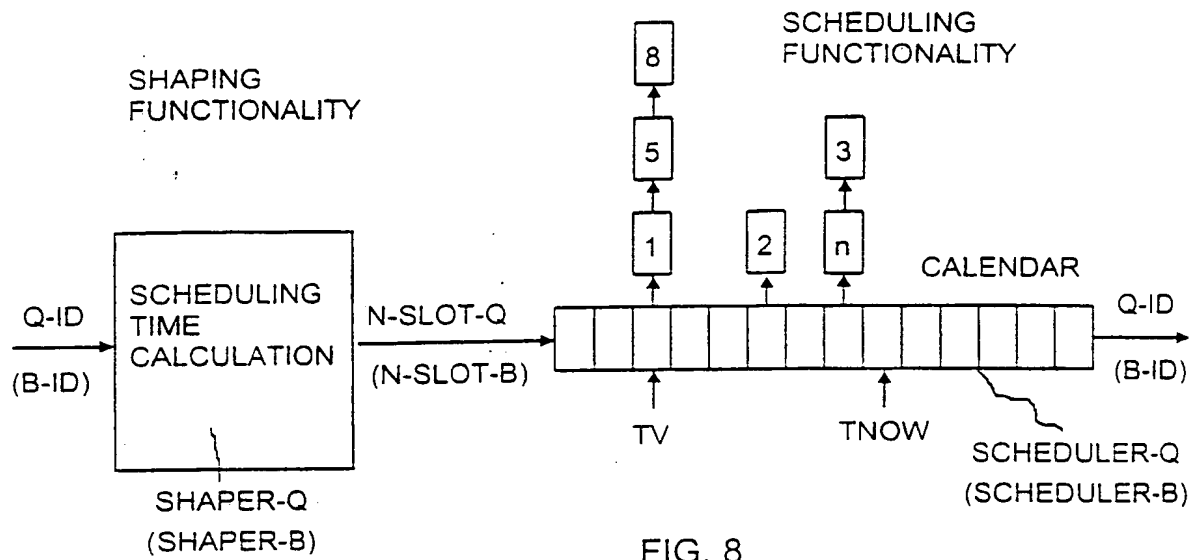 SHAPING
FUNCTIONALITY
SCHEDULING
FUNCTIONALITY
8
5
3
1
2
n
CALENDAR
Q-ID
(B-ID)
SCHEDULING
TIME
CALCULATION
N-SLOT-Q
(N-SLOT-B)
Q-ID
(B-ID)
TV
TNOW
SCHEDULER-Q
(SCHEDULER-B)
SHAPER-Q
(SHAPER-B)
FIG. 8